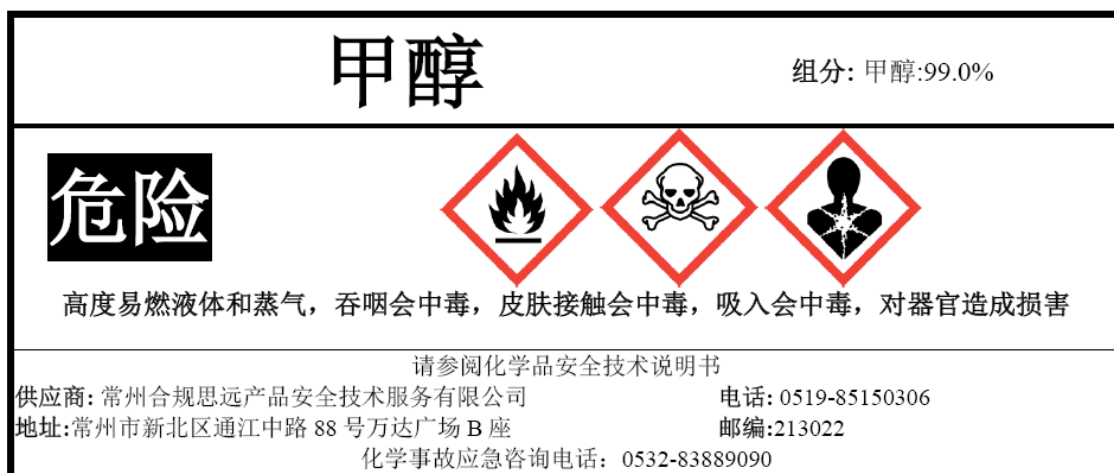 甲醇
组分: 甲醇:99.0%
危险
高度易燃液体和蒸气，吞咽会中毒，皮肤接触会中毒，吸入会中毒，对器官造成损害
请参阅化学品安全技术说明书
供应商: 常州合规思远产品安全技术服务有限公司 电话: 0519-85150306
地址:常州市新北区通江中路 88 号万达广场 B 座 邮编:213022
化学事故应急咨询电话：0532-83889090